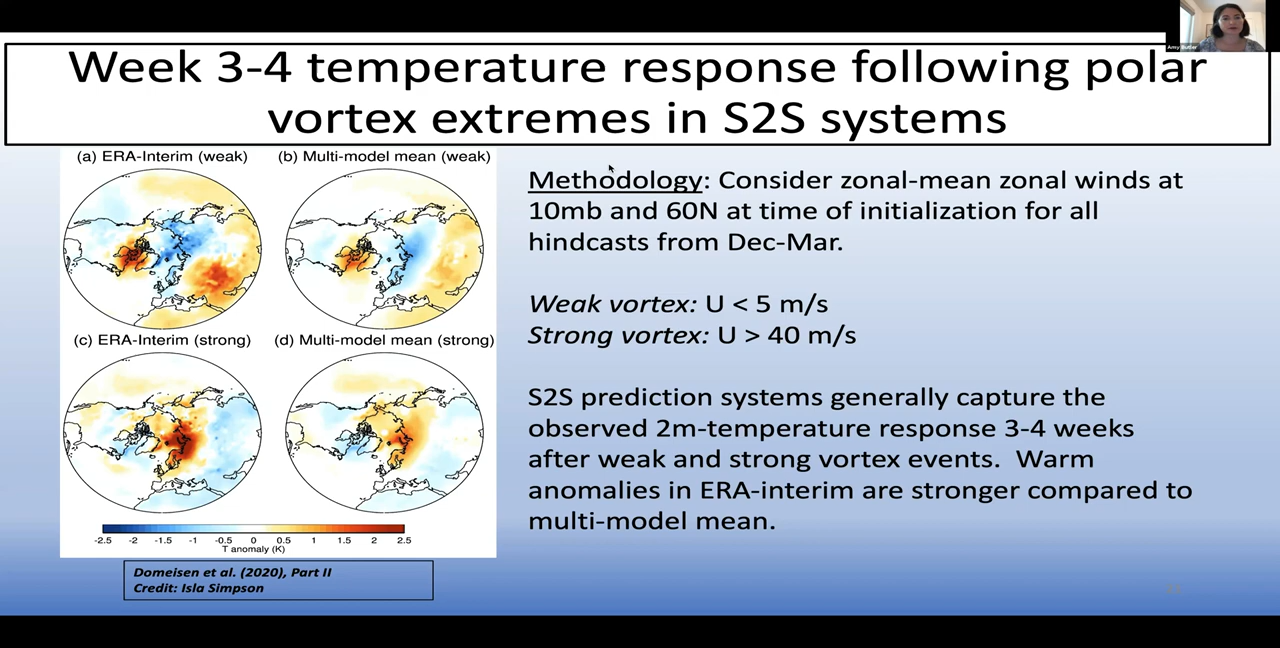 Amy Butler
Week 3-4 temperature response following polar
vortex extremes in S2S systems
(a) ERA-Interim (weak)
(b) Multi-model mean (weak)
(c) ERA-Interim (strong)
(d) Multi-model mean (strong)
-2.5 -2 -1.5 -1 -0.5 0 0.5 1 1.5 2 2.5
T anomaly (K)
Domeisen et al. (2020), Part II
Credit: Isla Simpson
Methodology: Consider zonal-mean zonal winds at
10mb and 60N at time of initialization for all
hindcasts from Dec-Mar.
Weak vortex: U < 5 m/s
Strong vortex: U > 40 m/s
S2S prediction systems generally capture the
observed 2m-temperature response 3-4 weeks
after weak and strong vortex events. Warm
anomalies in ERA-interim are stronger compared to
multi-model mean.